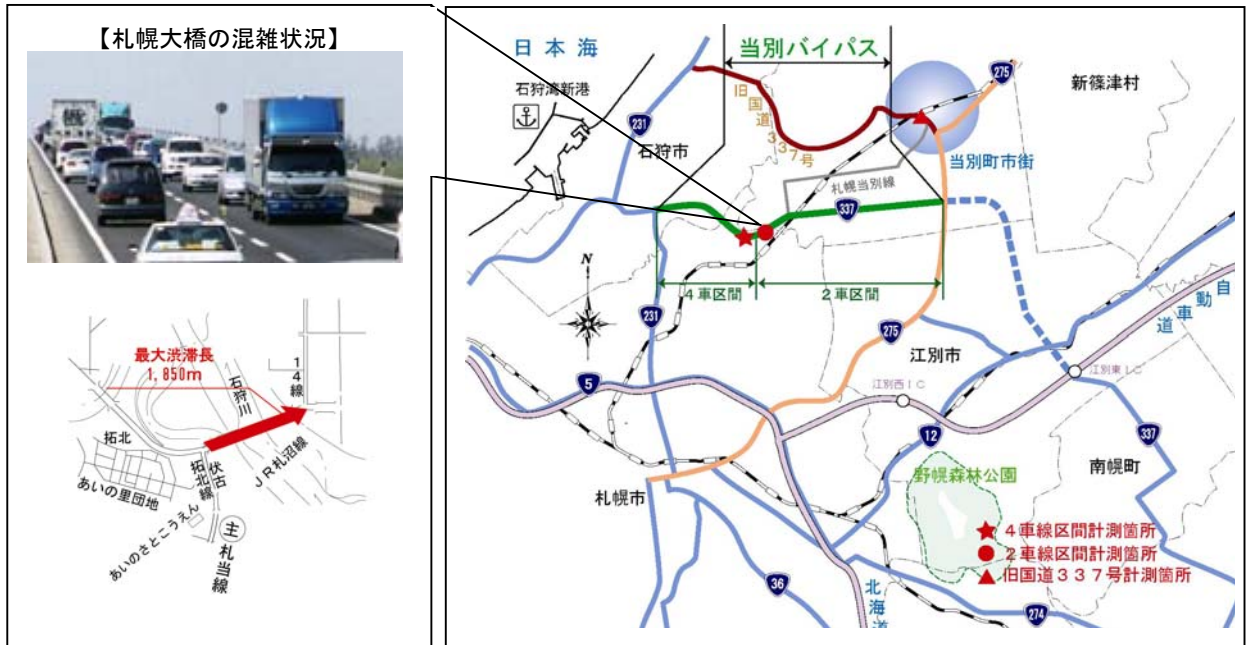 【札幌大橋の混雑状況】
最大渋滞長
1,850m
14線
石狩川
拓北
伏古
拓北線
JR札沼線
あいの里団地
あいのさとこうえん
主
札当線
日本海
当別バイパス
石狩湾新港
231
石狩市
旧国道337号
275
新篠津村
当別町市街
札幌当別線
337
N
4車区間
2車区間
231
275
江別市
自動車道
5
江別西IC
江別東IC
12
337
野幌森林公園
南幌町
札幌市
★ 4車線区間計測箇所
● 2車線区間計測箇所
▲ 旧国道337号計測箇所
36
北海道
274